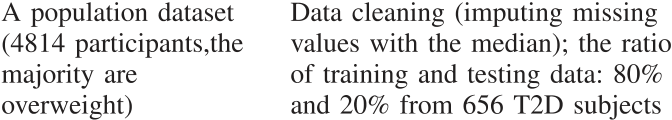 A population dataset
(4814 participants,the
majority are
overweight)
Data cleaning (imputing missing
values with the median); the ratio
of training and testing data: 80%
and 20% from 656 T2D subjects